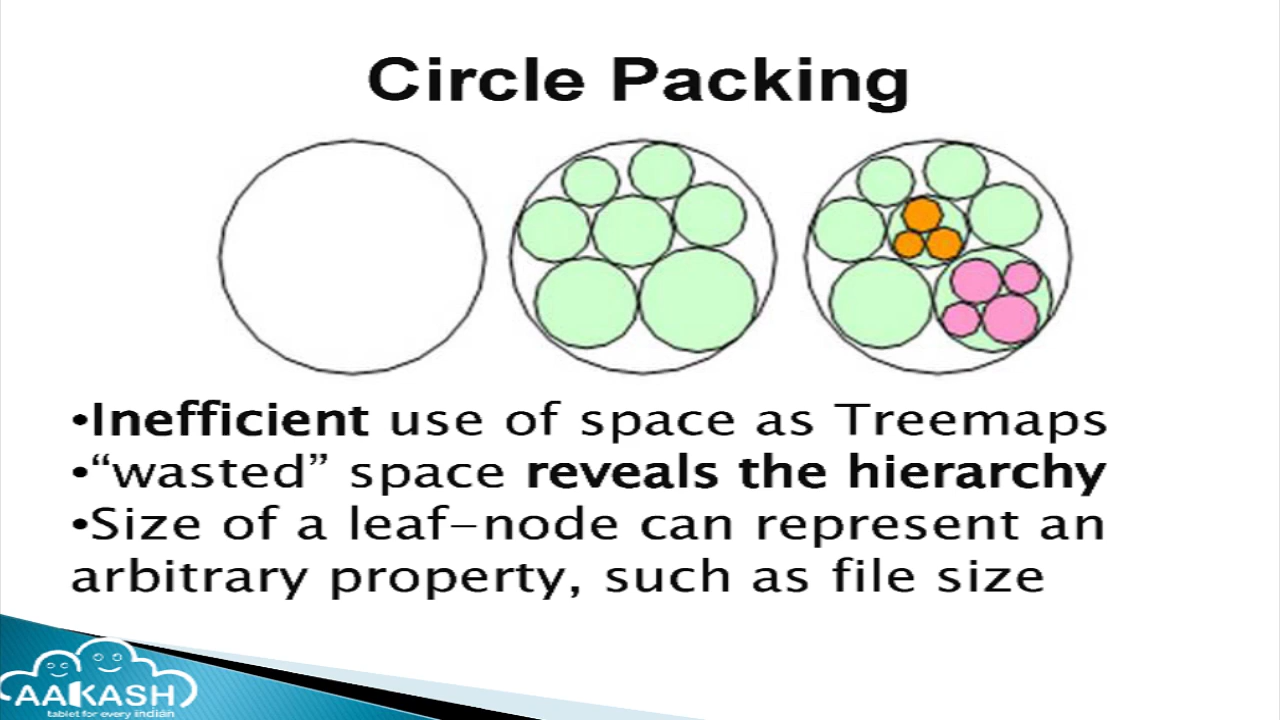 Circle Packing
•Inefficient use of space as Treemaps
•“wasted” space reveals the hierarchy
•Size of a leaf-node can represent an
arbitrary property, such as file size
AAKASH
tablet for every indian